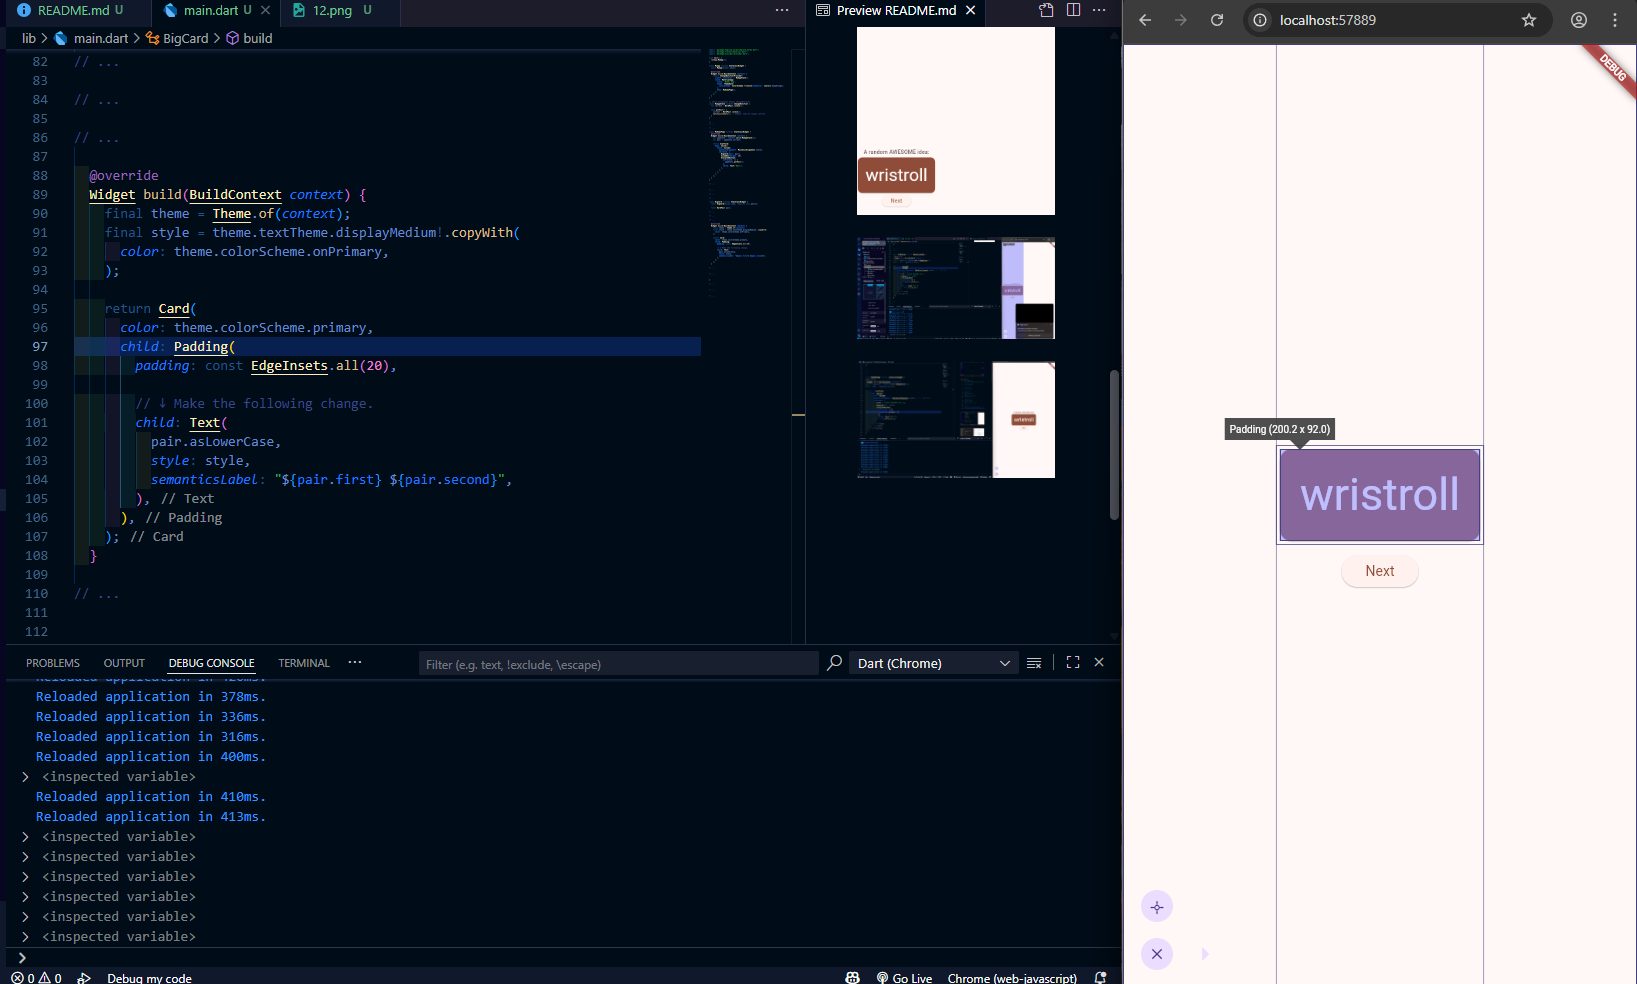 README.md U
main.dart U
12.png U
Preview README.md
localhost:57889
lib > main.dart > BigCard > build
DEBUG
82 // ...
83
84 // ...
85
86 // ...
87
88 @override
89 Widget build(BuildContext context) {
90 final theme = Theme.of(context);
91 final style = theme.textTheme.displayMedium!.copyWith(
92 color: theme.colorScheme.onPrimary,
93 );
94
95 return Card(
96 color: theme.colorScheme.primary,
97 child: Padding(
98 padding: const EdgeInsets.all(20),
99
100 // ↓ Make the following change.
101 child: Text(
102 pair.asLowerCase,
103 style: style,
104 semanticsLabel: "${pair.first} ${pair.second}",
105 ), // Text
106 ), // Padding
107 ); // Card
108 }
109
110 // ...
111
112
A random AWESOME idea:
wristroll
Next
wristroll
Padding (200.2 x 92.0)
wristroll
Next
PROBLEMS OUTPUT DEBUG CONSOLE TERMINAL ...
Filter (e.g. text, !exclude, \escape)
Dart (Chrome)
Reloaded application in 378ms.
Reloaded application in 336ms.
Reloaded application in 316ms.
Reloaded application in 400ms.
> <inspected variable>
Reloaded application in 410ms.
Reloaded application in 413ms.
> <inspected variable>
> <inspected variable>
> <inspected variable>
> <inspected variable>
> <inspected variable>
> <inspected variable>
>
0 0 Debug my code
Go Live Chrome (web-javascript)